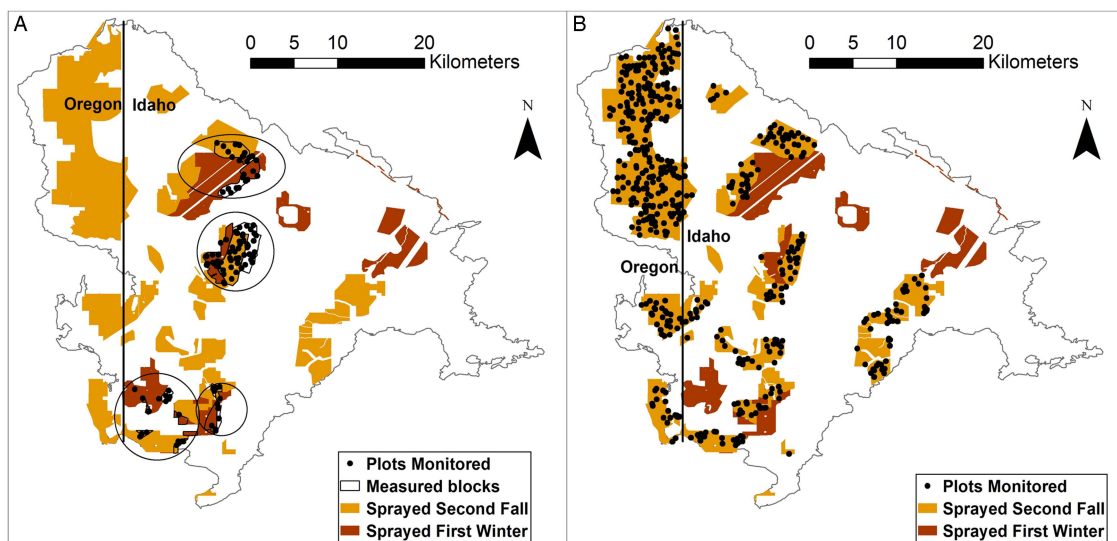 A
0 5 10 20
Kilometers
Oregon Idaho
N
Plots Monitored
Measured blocks
Sprayed Second Fall
Sprayed First Winter
B
0 5 10 20
Kilometers
N
Idaho
Oregon
Plots Monitored
Sprayed Second Fall
Sprayed First Winter